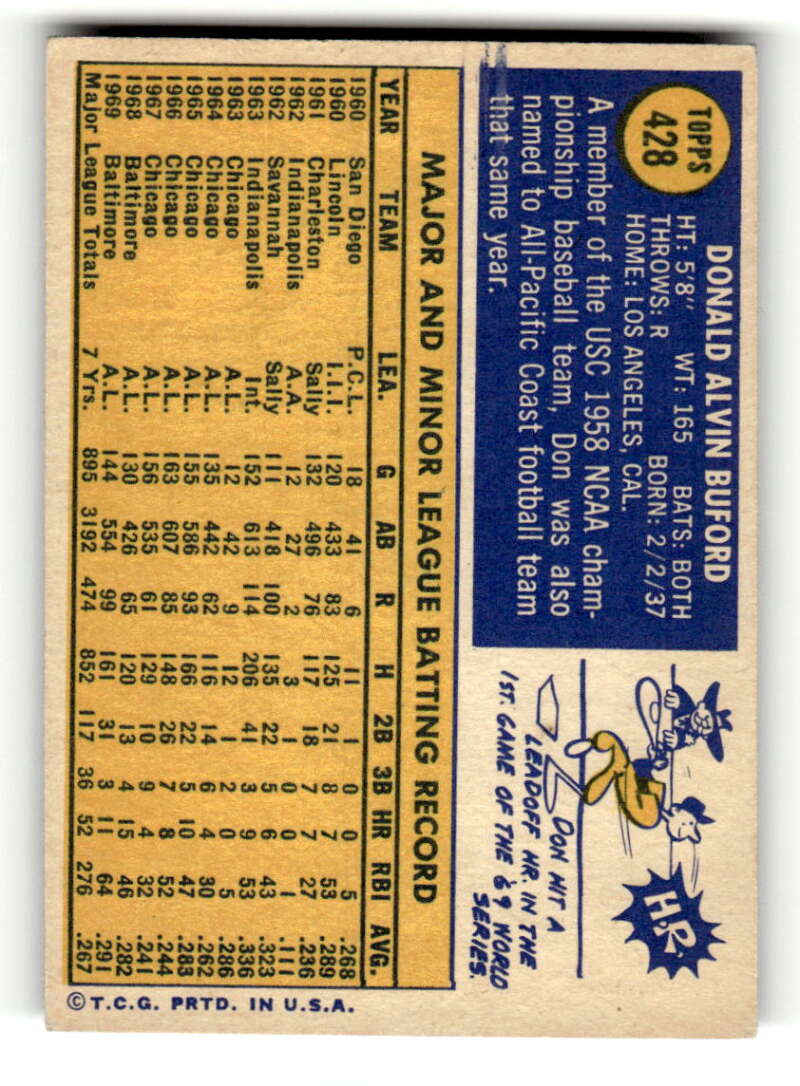 TOPPS
428
DONALD ALVIN BUFORD
HT: 5'8" WT: 165 BATS: BOTH
THROWS: R BORN: 2/2/37
HOME: LOS ANGELES, CAL.
A member of the USC 1958 NCAA cham-
pionship baseball team, Don was also
named to All-Pacific Coast football team
that same year.
H.R.
DON HIT A
LEADOFF HR. IN THE
1ST. GAME OF THE '69 WORLD
SERIES.
MAJOR AND MINOR LEAGUE BATTING RECORD
YEAR TEAM LEA. G AB R H 2B 3B HR RBI AVG.
1960 San Diego P.C.L. 18 41 6 11 1 0 0 5 .268
1960 Lincoln I.I.I. 120 433 83 125 21 8 7 53 .289
1961 Charleston Sally 132 496 76 117 18 7 7 27 .236
1962 Indianapolis A.A. 12 27 2 3 1 0 0 1 .111
1962 Savannah Sally 111 418 100 135 22 5 6 43 .323
1963 Indianapolis Int. 152 613 114 206 41 3 9 53 .336
1963 Chicago A.L. 12 42 9 12 1 2 0 5 .286
1964 Chicago A.L. 135 442 62 116 14 6 4 30 .262
1965 Chicago A.L. 155 586 93 166 22 5 10 47 .283
1966 Chicago A.L. 163 607 85 148 26 7 8 52 .244
1967 Chicago A.L. 156 535 61 129 10 9 4 32 .241
1968 Baltimore A.L. 130 426 65 120 13 4 15 46 .282
1969 Baltimore A.L. 144 554 99 161 31 3 11 64 .291
Major League Totals 7 Yrs. 895 3192 474 852 117 36 52 276 .267
© T.C.G. PRTD. IN U.S.A.